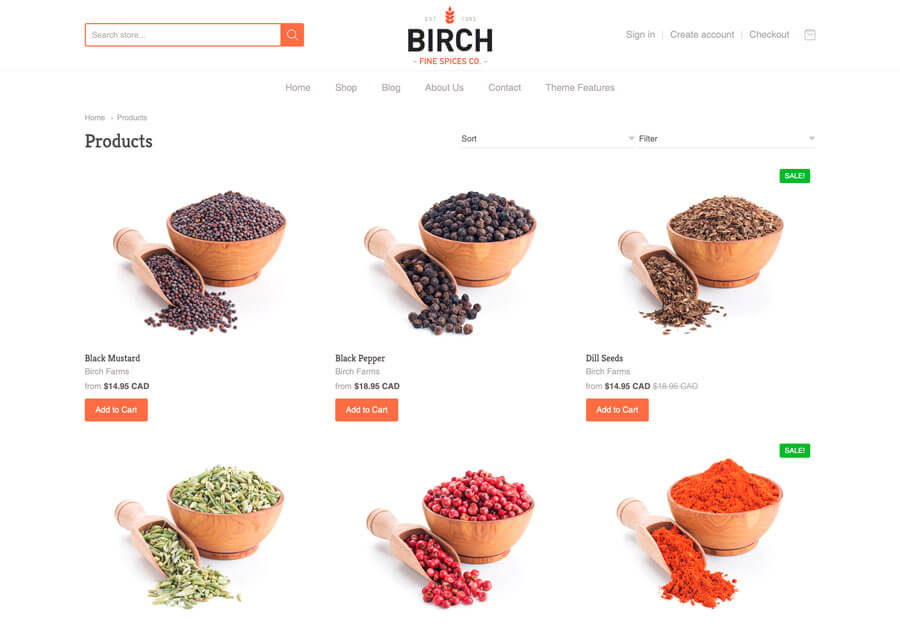 Search store...
EST 1962
BIRCH
– FINE SPICES CO. –
Sign in | Create account | Checkout
Home Shop Blog About Us Contact Theme Features
Home › Products
Products
Sort
Filter
SALE!
Black Mustard
Birch Farms
from $14.95 CAD
Add to Cart
Black Pepper
Birch Farms
from $18.95 CAD
Add to Cart
Dill Seeds
Birch Farms
from $14.95 CAD $18.95 CAD
Add to Cart
SALE!